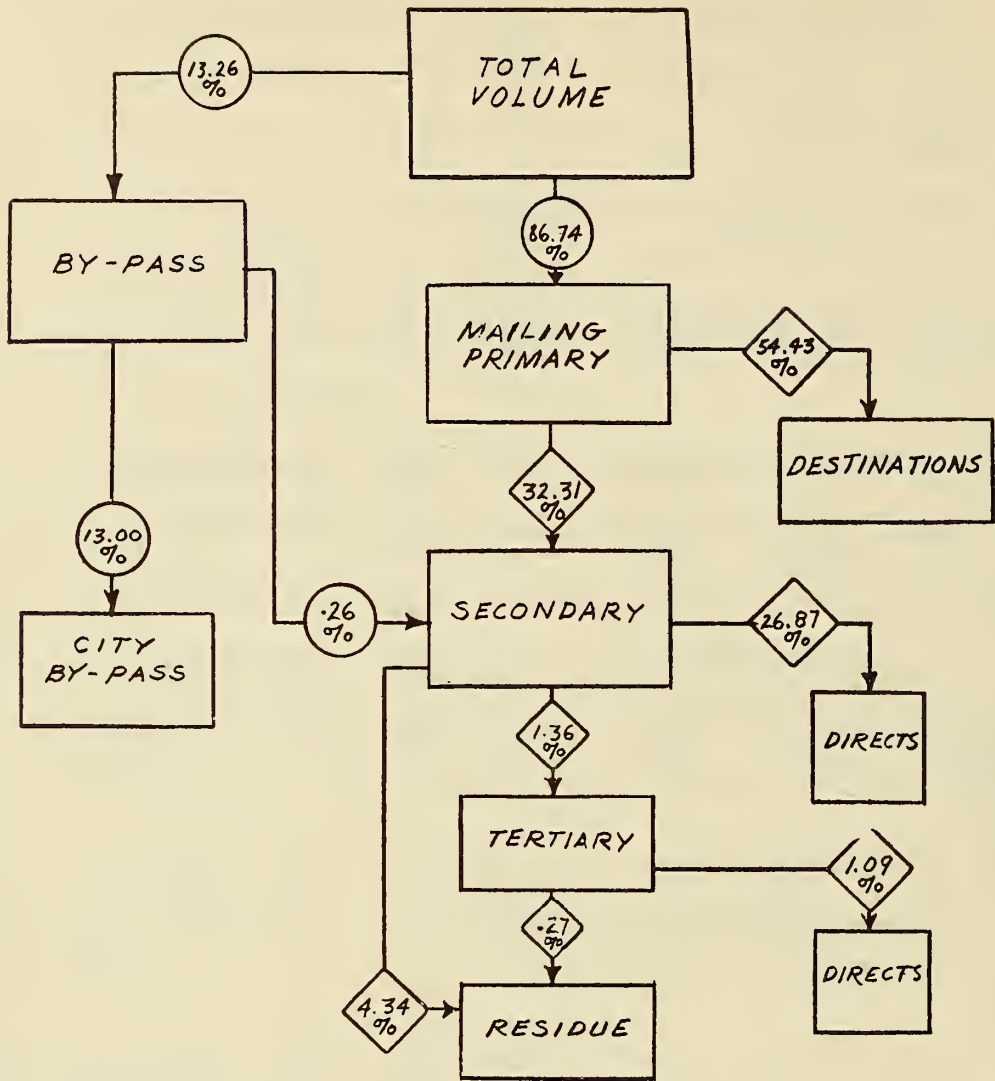 TOTAL
VOLUME
13.26
%
86.74
%
BY-PASS
MAILING
PRIMARY
54.43
%
DESTINATIONS
32.31
%
13.00
%
CITY
BY-PASS
.26
%
SECONDARY
26.87
%
DIRECTS
1.36
%
TERTIARY
1.09
%
DIRECTS
.27
%
4.34
%
RESIDUE